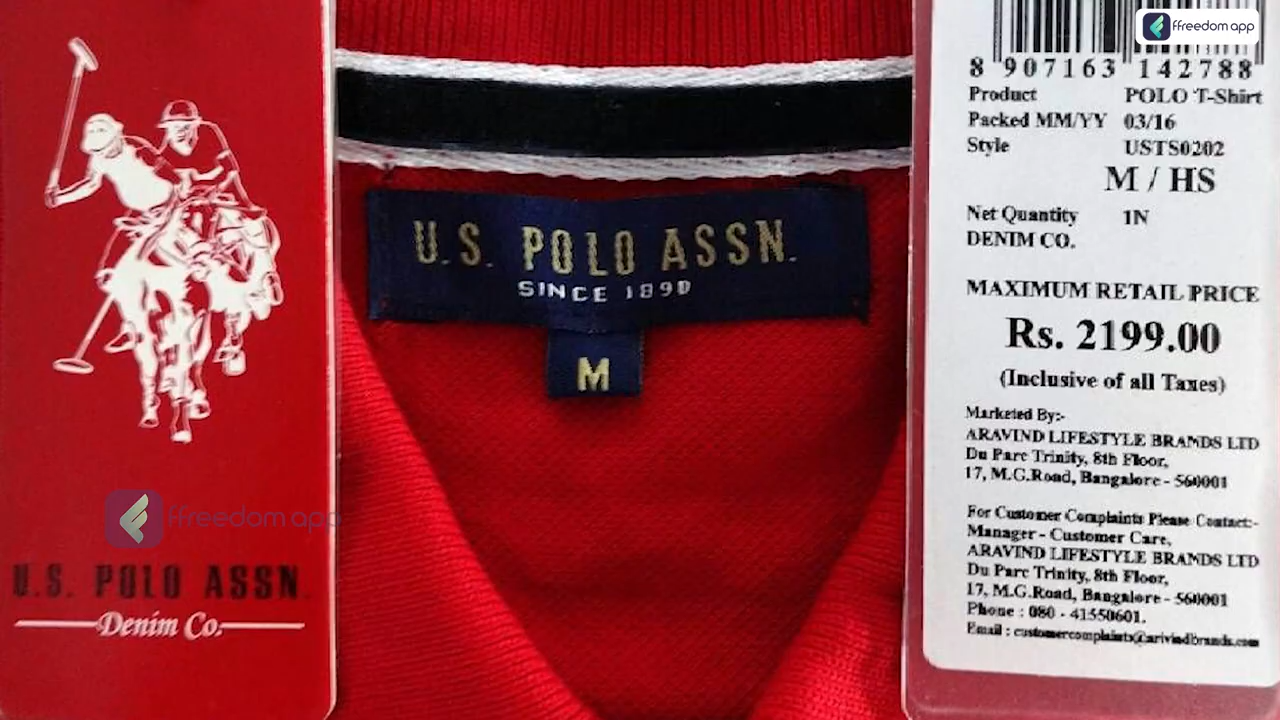 U.S. POLO ASSN.
Denim Co.
ffreedom app
U.S. POLO ASSN.
SINCE 1890
M
ffreedom app
8 907163 142788
Product POLO T-Shirt
Packed MM/YY 03/16
Style USTS0202
M / HS
Net Quantity 1N
DENIM CO.
MAXIMUM RETAIL PRICE
Rs. 2199.00
(Inclusive of all Taxes)
Marketed By:-
ARAVIND LIFESTYLE BRANDS LTD
Du Parc Trinity, 8th Floor,
17, M.G.Road, Bangalore - 560001
For Customer Complaints Please Contact:-
Manager - Customer Care,
ARAVIND LIFESTYLE BRANDS LTD
Du Parc Trinity, 8th Floor,
17, M.G.Road, Bangalore - 560001
Phone : 080 - 41550601.
Email : customercomplaints@arivindbrands.com